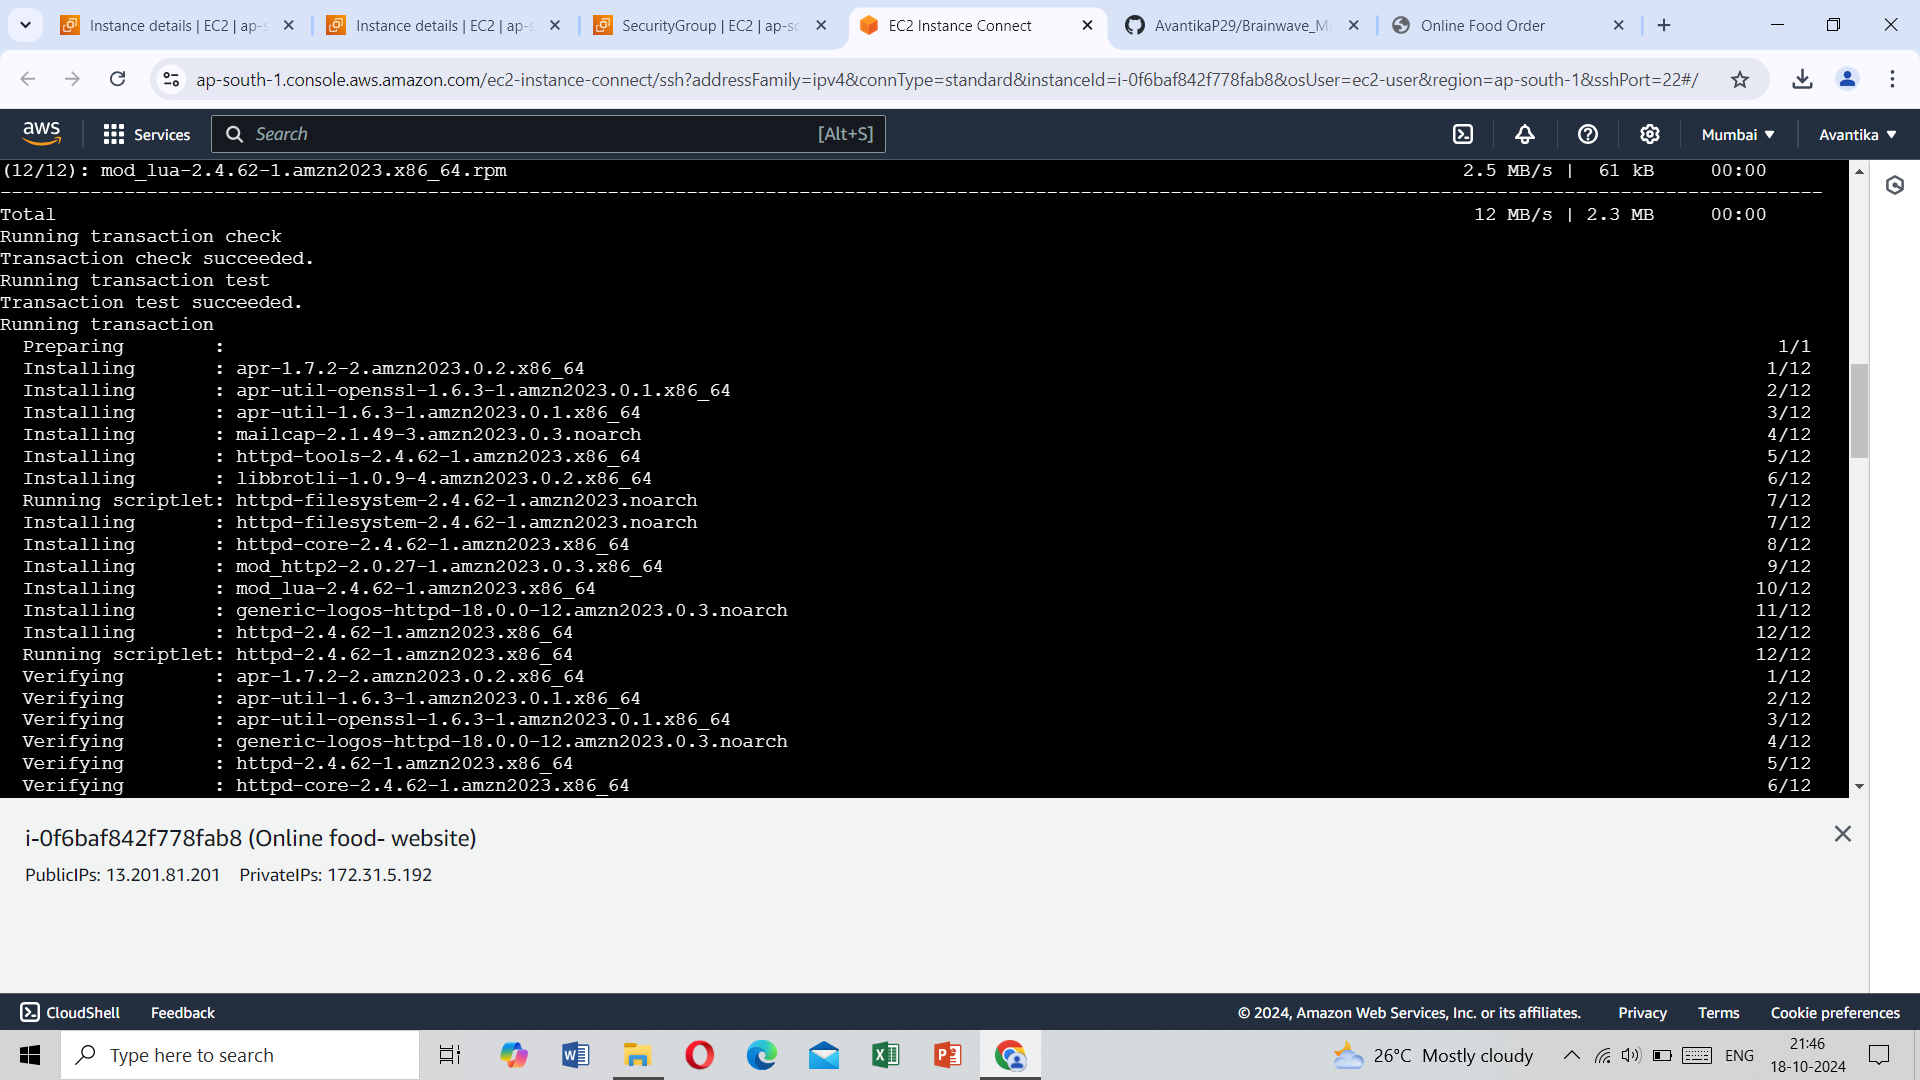 Instance details | EC2 | ap-s
Instance details | EC2 | ap-s
SecurityGroup | EC2 | ap-sc
EC2 Instance Connect
AvantikaP29/Brainwave_Ma
Online Food Order
ap-south-1.console.aws.amazon.com/ec2-instance-connect/ssh?addressFamily=ipv4&connType=standard&instanceId=i-0f6baf842f778fab8&osUser=ec2-user&region=ap-south-1&sshPort=22#/
aws Services Search [Alt+S] Mumbai Avantika
(12/12): mod_lua-2.4.62-1.amzn2023.x86_64.rpm 2.5 MB/s | 61 kB 00:00
--------------------------------------------------------------------------------
Total 12 MB/s | 2.3 MB 00:00
Running transaction check
Transaction check succeeded.
Running transaction test
Transaction test succeeded.
Running transaction
Preparing : 1/1
Installing : apr-1.7.2-2.amzn2023.0.2.x86_64 1/12
Installing : apr-util-openssl-1.6.3-1.amzn2023.0.1.x86_64 2/12
Installing : apr-util-1.6.3-1.amzn2023.0.1.x86_64 3/12
Installing : mailcap-2.1.49-3.amzn2023.0.3.noarch 4/12
Installing : httpd-tools-2.4.62-1.amzn2023.x86_64 5/12
Installing : libbrotli-1.0.9-4.amzn2023.0.2.x86_64 6/12
Running scriptlet: httpd-filesystem-2.4.62-1.amzn2023.noarch 7/12
Installing : httpd-filesystem-2.4.62-1.amzn2023.noarch 7/12
Installing : httpd-core-2.4.62-1.amzn2023.x86_64 8/12
Installing : mod_http2-2.0.27-1.amzn2023.0.3.x86_64 9/12
Installing : mod_lua-2.4.62-1.amzn2023.x86_64 10/12
Installing : generic-logos-httpd-18.0.0-12.amzn2023.0.3.noarch 11/12
Installing : httpd-2.4.62-1.amzn2023.x86_64 12/12
Running scriptlet: httpd-2.4.62-1.amzn2023.x86_64 12/12
Verifying : apr-1.7.2-2.amzn2023.0.2.x86_64 1/12
Verifying : apr-util-1.6.3-1.amzn2023.0.1.x86_64 2/12
Verifying : apr-util-openssl-1.6.3-1.amzn2023.0.1.x86_64 3/12
Verifying : generic-logos-httpd-18.0.0-12.amzn2023.0.3.noarch 4/12
Verifying : httpd-2.4.62-1.amzn2023.x86_64 5/12
Verifying : httpd-core-2.4.62-1.amzn2023.x86_64 6/12
i-0f6baf842f778fab8 (Online food- website)
PublicIPs: 13.201.81.201 PrivateIPs: 172.31.5.192
CloudShell Feedback © 2024, Amazon Web Services, Inc. or its affiliates. Privacy Terms Cookie preferences
Type here to search 26°C Mostly cloudy ENG 21:46
18-10-2024